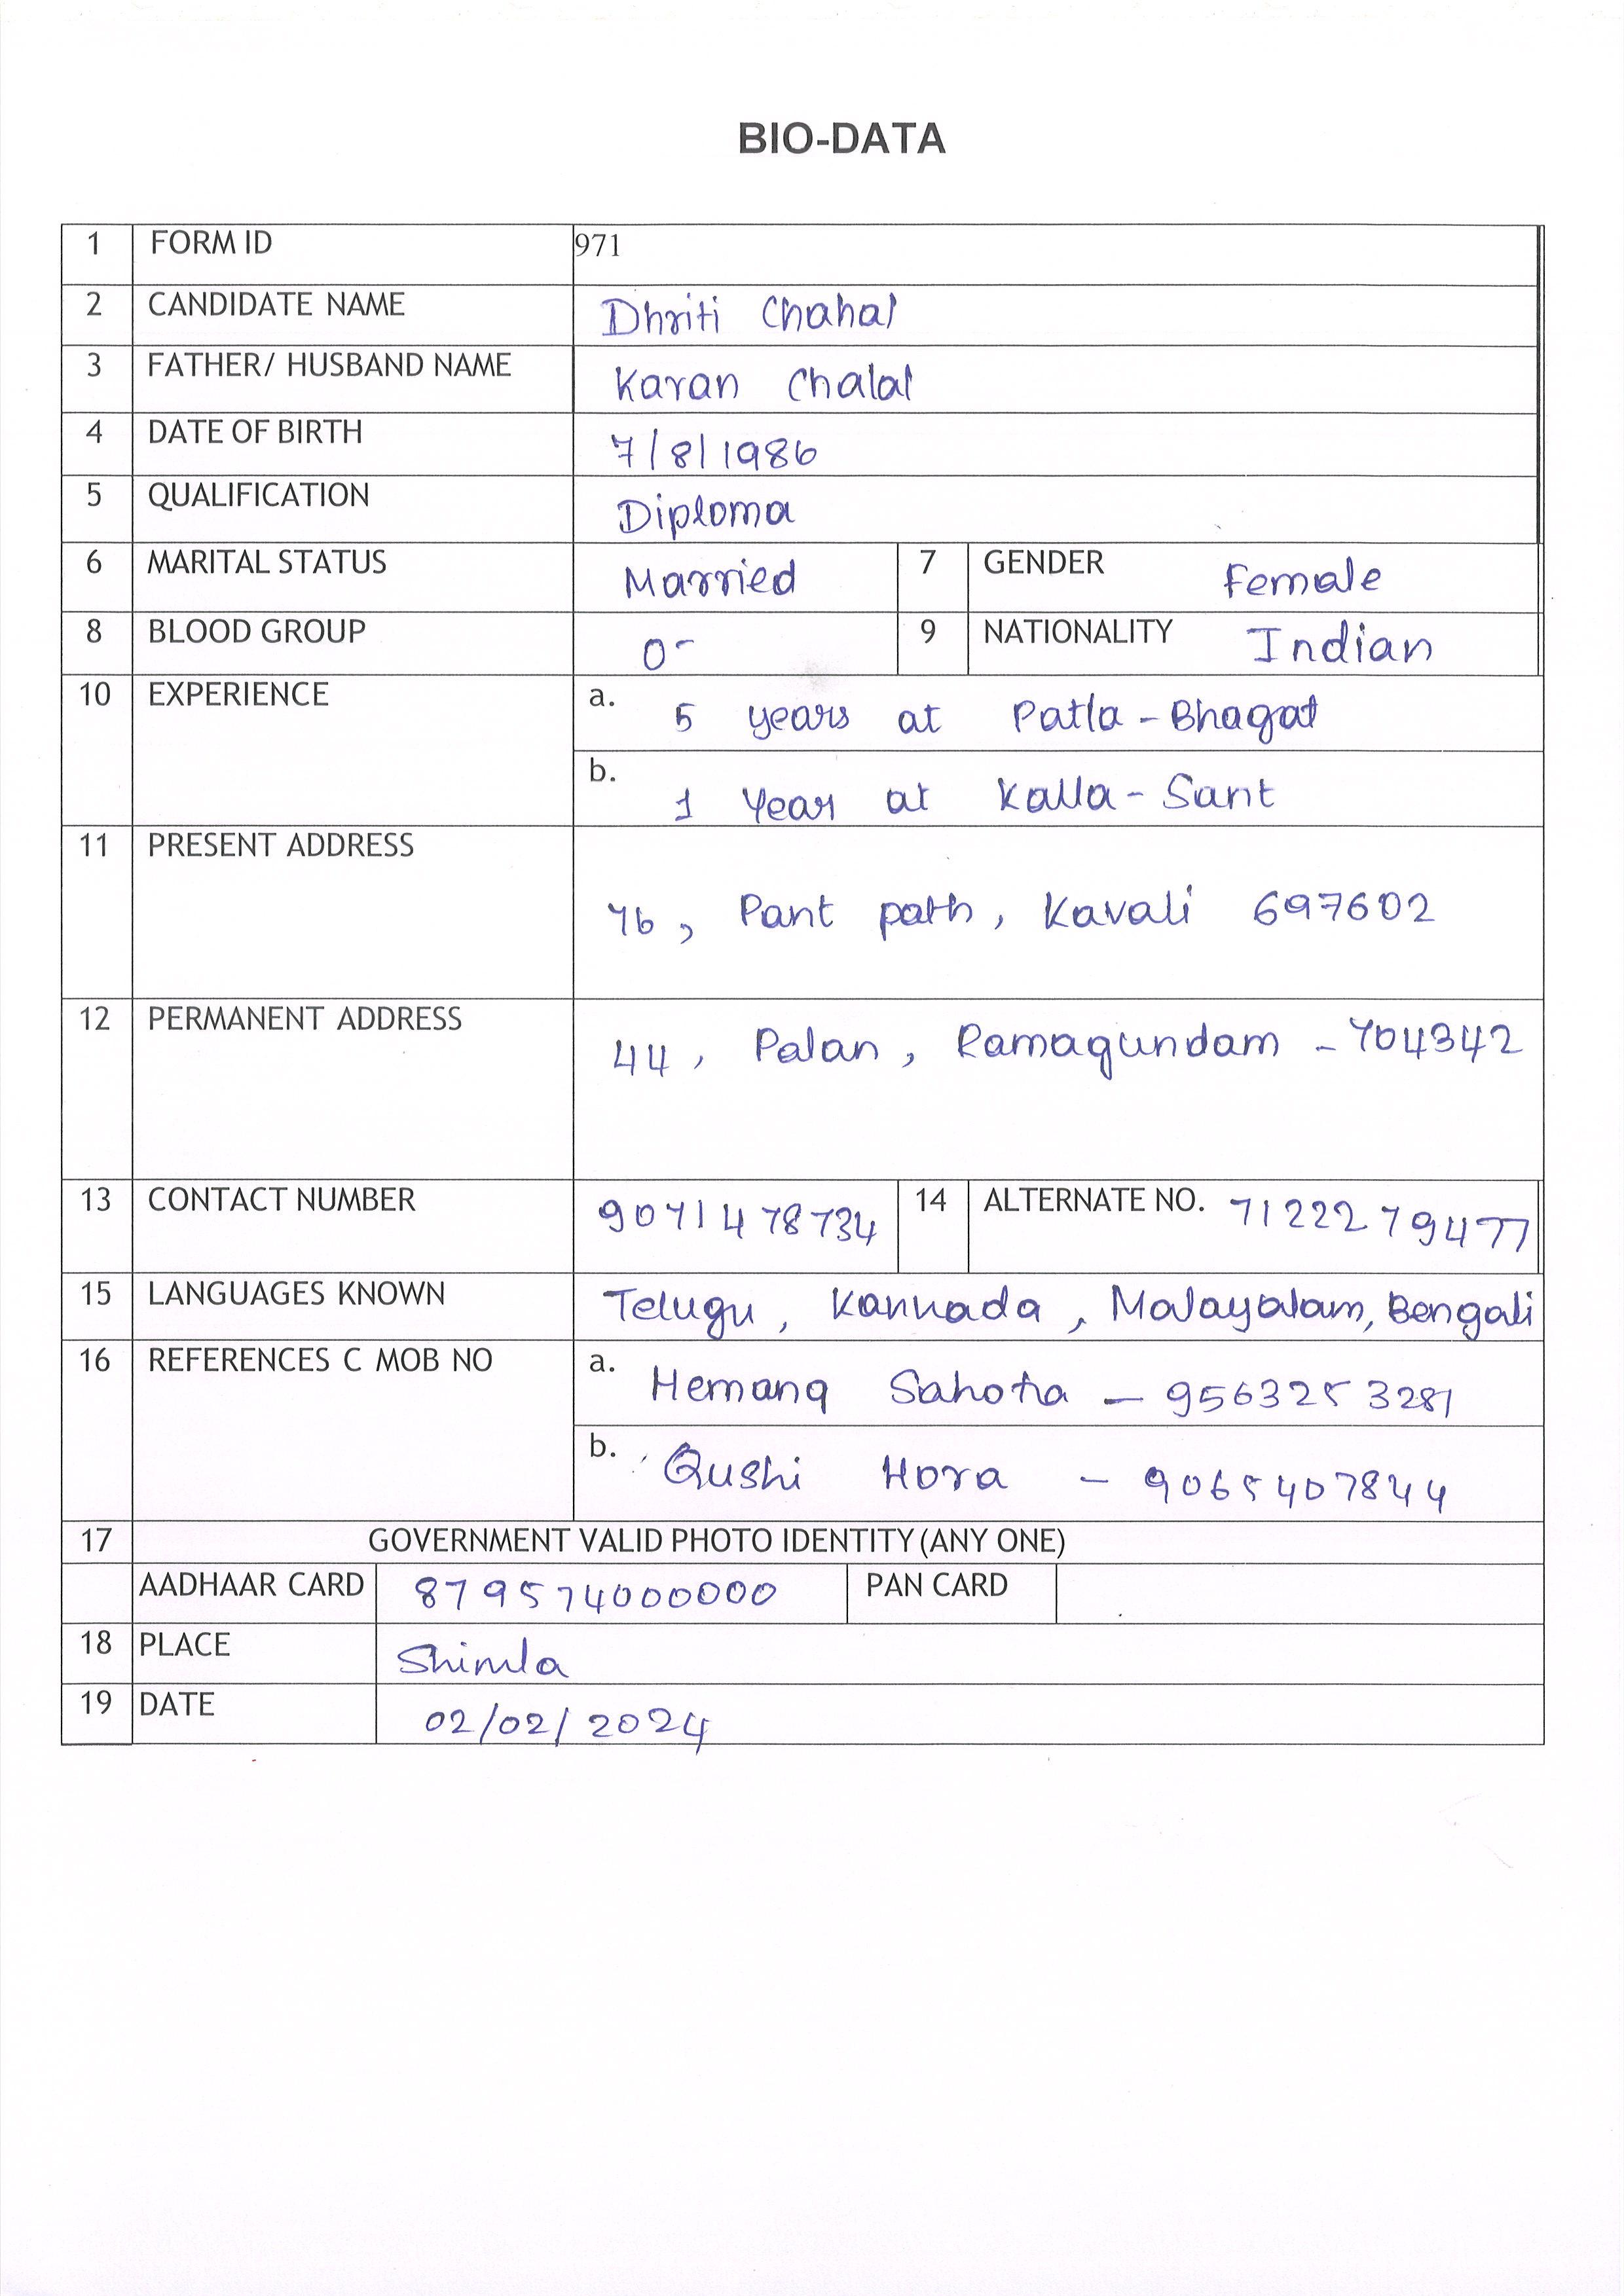 BIO-DATA
1 FORM ID 971
2 CANDIDATE NAME Dhriti Chahal
3 FATHER/ HUSBAND NAME Karan Chalal
4 DATE OF BIRTH 7/8/1986
5 QUALIFICATION Diploma
6 MARITAL STATUS Married 7 GENDER Female
8 BLOOD GROUP O- 9 NATIONALITY Indian
10 EXPERIENCE a. 5 years at Patla-Bhagat
b. 1 Year at Kalla-Sant
11 PRESENT ADDRESS
76, Pant path, Kavali 697602
12 PERMANENT ADDRESS
44, Palan, Ramagundam - 704342
13 CONTACT NUMBER 9071478734 14 ALTERNATE NO. 7122279477
15 LANGUAGES KNOWN Telugu, Kannada, Malayalam, Bengali
16 REFERENCES C MOB NO a. Hemang Sahota - 9563253281
b. Qushi Hora - 9065407844
17 GOVERNMENT VALID PHOTO IDENTITY (ANY ONE)
AADHAAR CARD 879574000000 PAN CARD
18 PLACE Shimla
19 DATE 02/02/2024